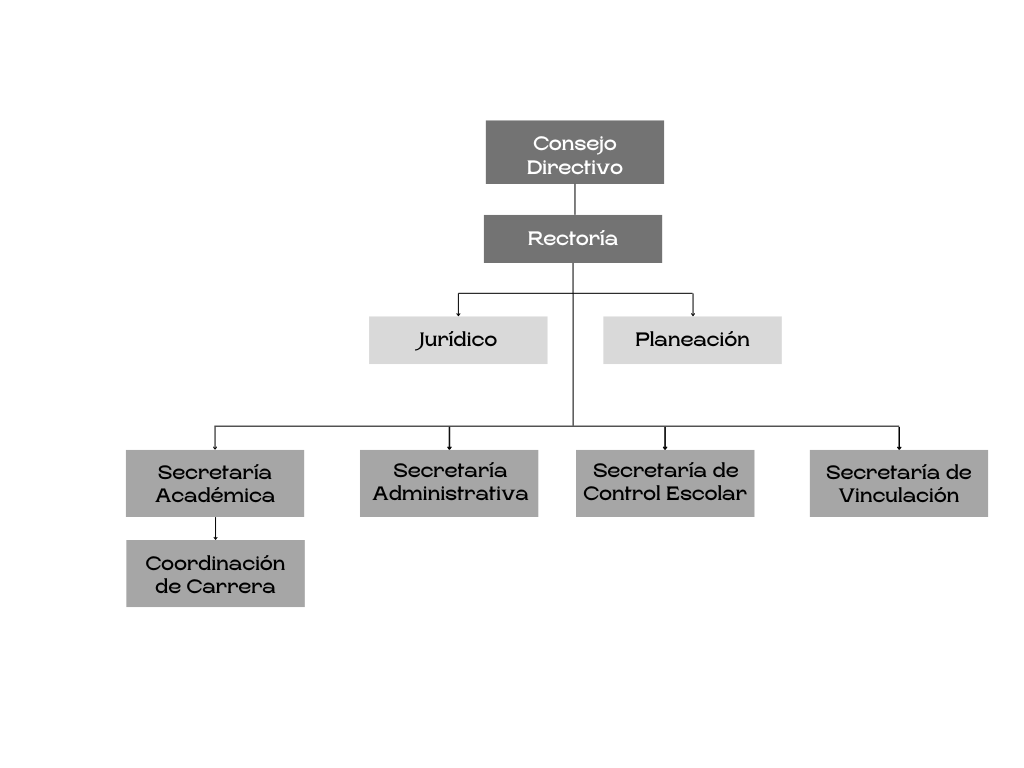 Consejo
Directivo
Rectoría
Jurídico
Planeación
Secretaría
Académica
Secretaría
Administrativa
Secretaría de
Control Escolar
Secretaría de
Vinculación
Coordinación
de Carrera